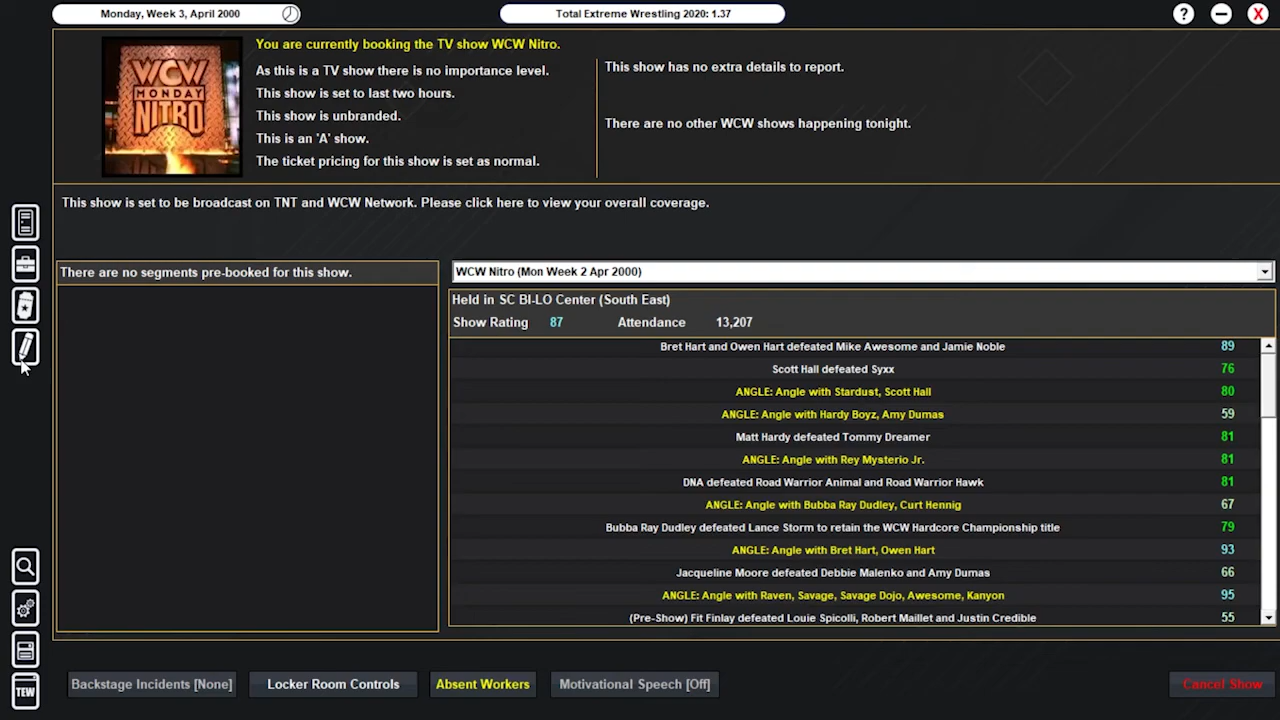 Monday, Week 3, April 2000
Total Extreme Wrestling 2020: 1.37
? X
WCW
MONDAY
NITRO
You are currently booking the TV show WCW Nitro.
As this is a TV show there is no importance level.
This show is set to last two hours.
This show is unbranded.
This is an 'A' show.
The ticket pricing for this show is set as normal.
This show has no extra details to report.
There are no other WCW shows happening tonight.
This show is set to be broadcast on TNT and WCW Network. Please click here to view your overall coverage.
There are no segments pre-booked for this show.
WCW Nitro (Mon Week 2 Apr 2000)
Held in SC BI-LO Center (South East)
Show Rating 87 Attendance 13,207
Bret Hart and Owen Hart defeated Mike Awesome and Jamie Noble 89
Scott Hall defeated Syxx 76
ANGLE: Angle with Stardust, Scott Hall 80
ANGLE: Angle with Hardy Boyz, Amy Dumas 59
Matt Hardy defeated Tommy Dreamer 81
ANGLE: Angle with Rey Mysterio Jr. 81
DNA defeated Road Warrior Animal and Road Warrior Hawk 81
ANGLE: Angle with Bubba Ray Dudley, Curt Hennig 67
Bubba Ray Dudley defeated Lance Storm to retain the WCW Hardcore Championship title 79
ANGLE: Angle with Bret Hart, Owen Hart 93
Jacqueline Moore defeated Debbie Malenko and Amy Dumas 66
ANGLE: Angle with Raven, Savage, Savage Dojo, Awesome, Kanyon 95
(Pre-Show) Fit Finlay defeated Louie Spicolli, Robert Maillet and Justin Credible 55
TEW
Backstage Incidents [None]
Locker Room Controls
Absent Workers
Motivational Speech [Off]
Cancel Show